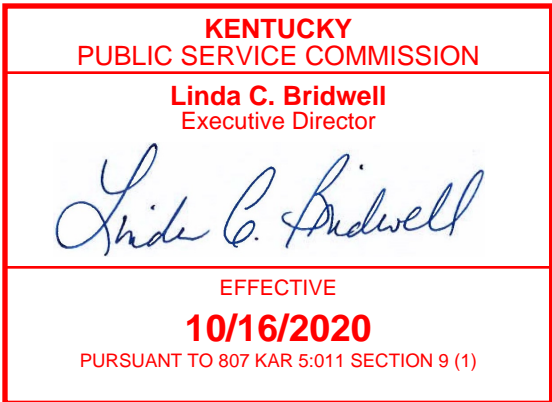 KENTUCKY
PUBLIC SERVICE COMMISSION
Linda C. Bridwell
Executive Director
Linda C. Bridwell
EFFECTIVE
10/16/2020
PURSUANT TO 807 KAR 5:011 SECTION 9 (1)